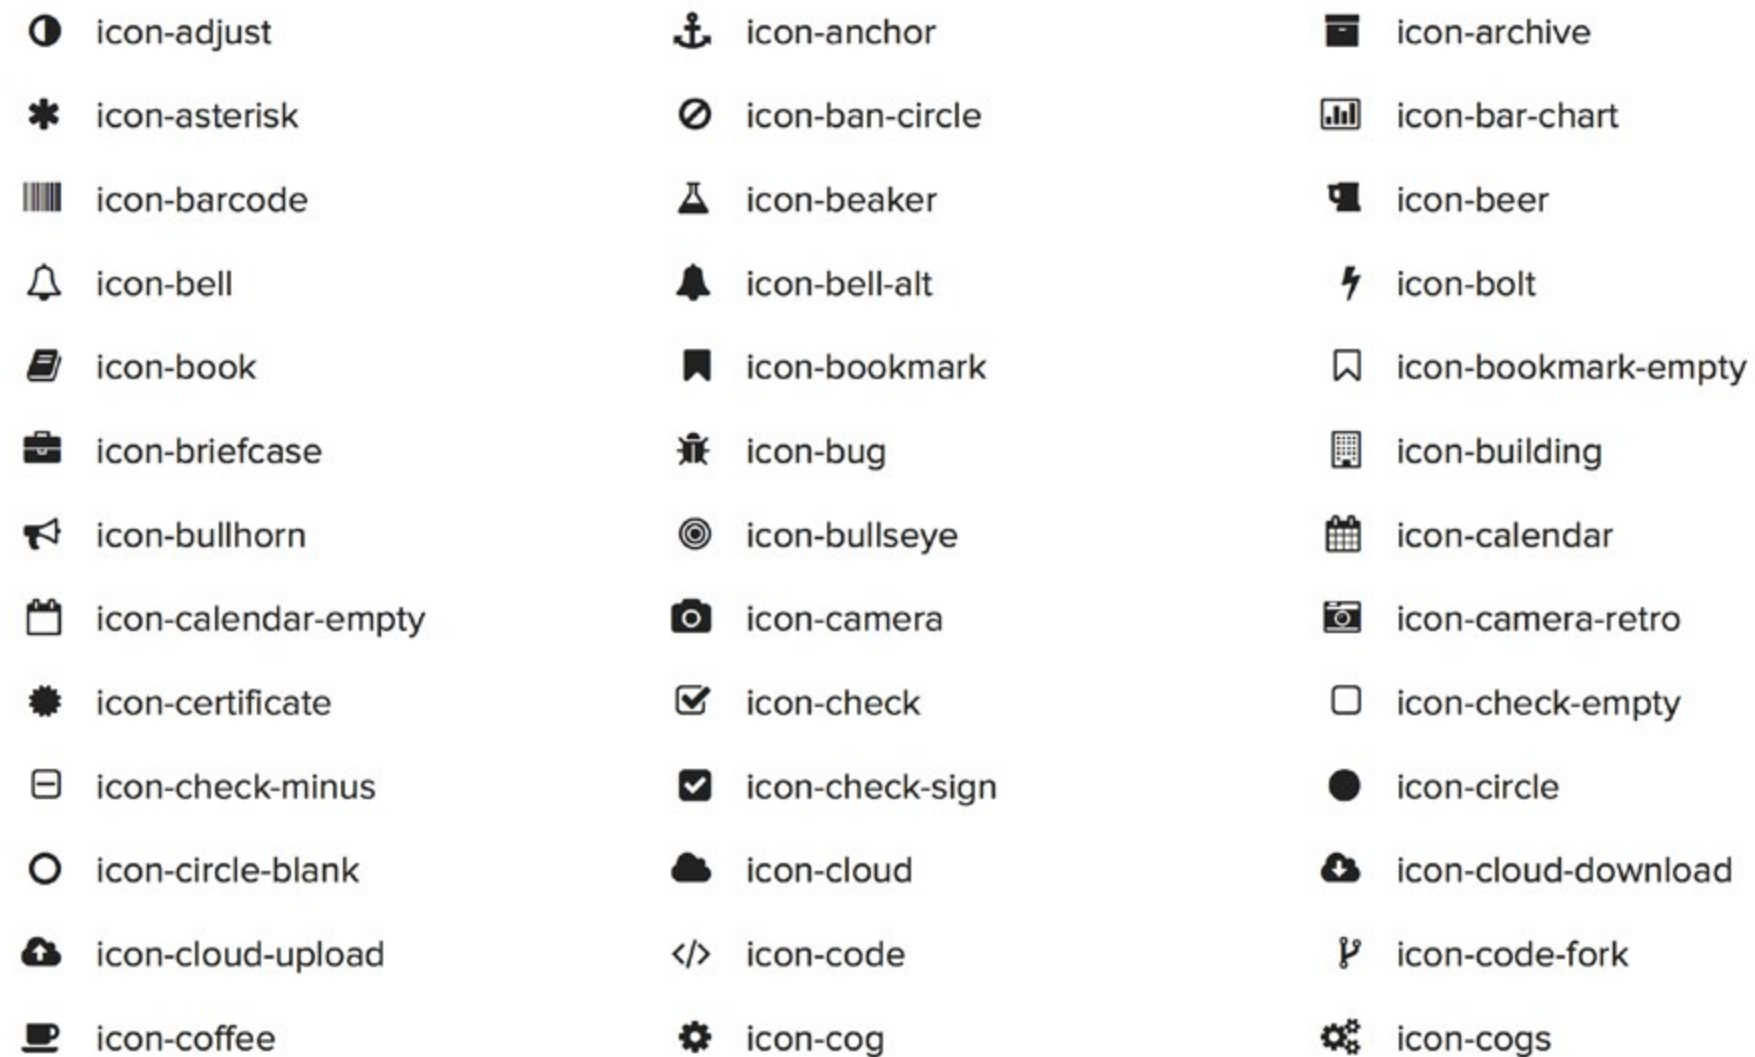 icon-adjust icon-anchor icon-archive
icon-asterisk icon-ban-circle icon-bar-chart
icon-barcode icon-beaker icon-beer
icon-bell icon-bell-alt icon-bolt
icon-book icon-bookmark icon-bookmark-empty
icon-briefcase icon-bug icon-building
icon-bullhorn icon-bullseye icon-calendar
icon-calendar-empty icon-camera icon-camera-retro
icon-certificate icon-check icon-check-empty
icon-check-minus icon-check-sign icon-circle
icon-circle-blank icon-cloud icon-cloud-download
icon-cloud-upload icon-code icon-code-fork
icon-coffee icon-cog icon-cogs